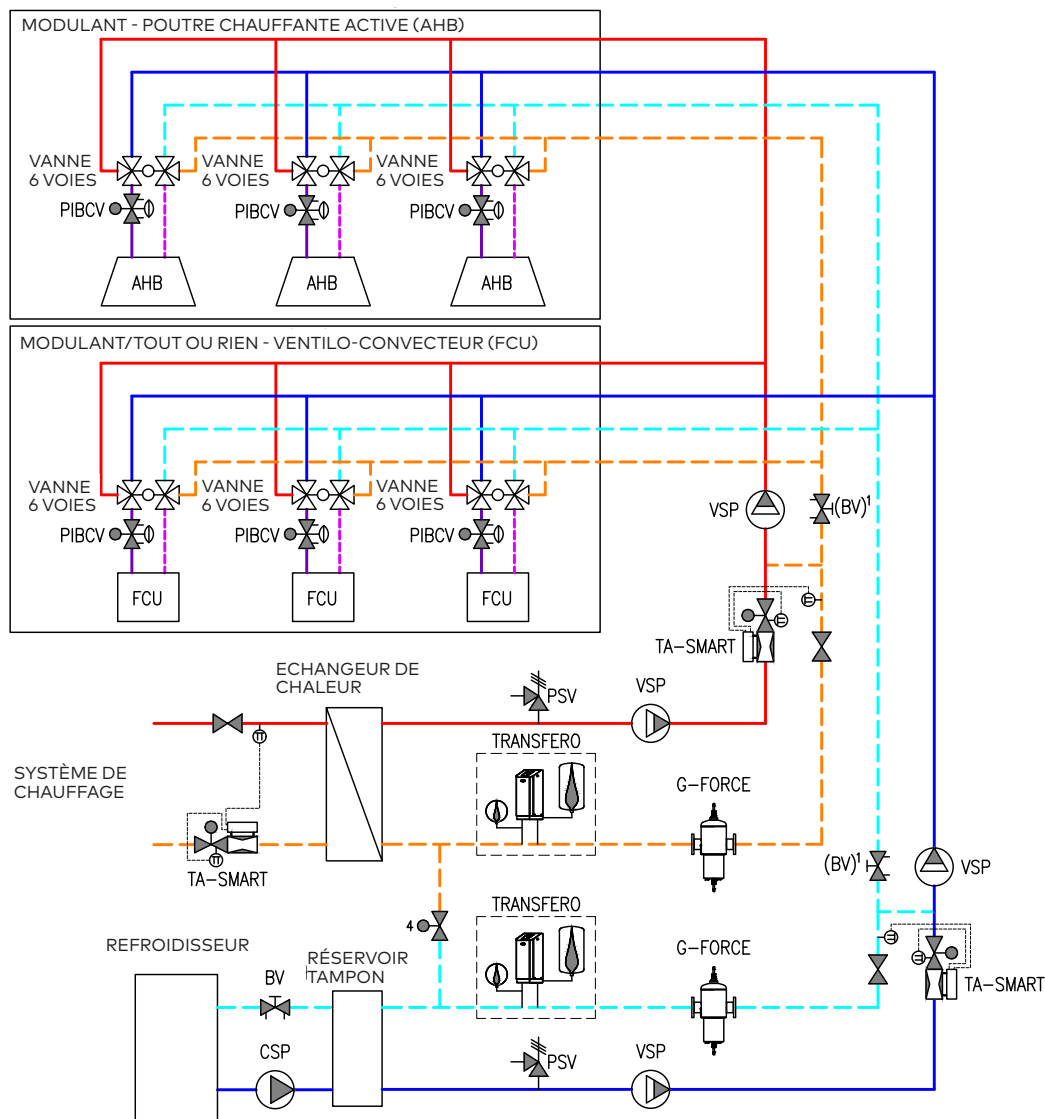 MODULANT - POUTRE CHAUFFANTE ACTIVE (AHB)
VANNE
6 VOIES
VANNE
6 VOIES
VANNE
6 VOIES
PIBCV
PIBCV
PIBCV
AHB
AHB
AHB
MODULANT/TOUT OU RIEN - VENTILO-CONVECTEUR (FCU)
VANNE
6 VOIES
VANNE
6 VOIES
VANNE
6 VOIES
PIBCV
PIBCV
PIBCV
FCU
FCU
FCU
VSP
(BV)¹
TA-SMART
ECHANGEUR DE
CHALEUR
PSV
VSP
TRANSFERO
G-FORCE
SYSTÈME DE
CHAUFFAGE
TA-SMART
(BV)¹
VSP
4
TRANSFERO
G-FORCE
REFROIDISSEUR
BV
RÉSERVOIR
TAMPON
TA-SMART
CSP
PSV
VSP